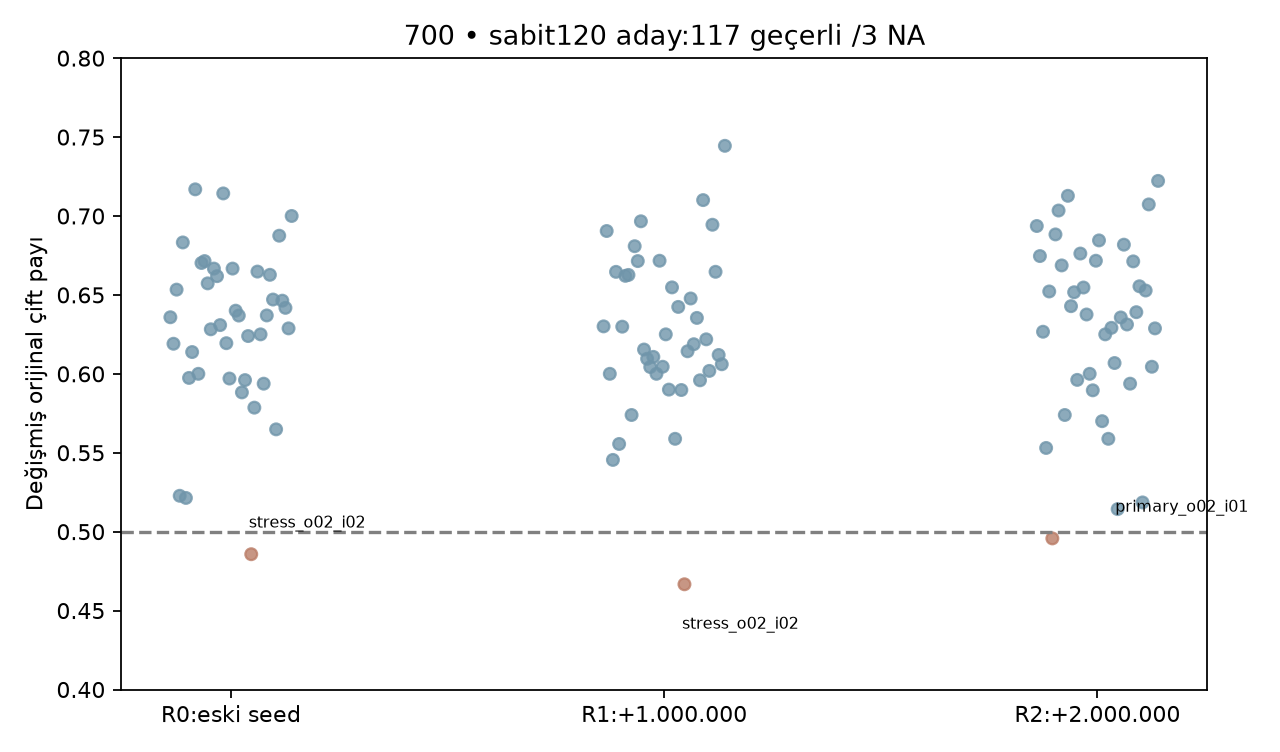 700 • sabit120 aday:117 geçerli /3 NA
Değişmiş orijinal çift payı
0.80
0.75
0.70
0.65
0.60
0.55
0.50
0.45
0.40
stress_o02_i02
stress_o02_i02
primary_o02_i01
R0:eski seed
R1:+1.000.000
R2:+2.000.000